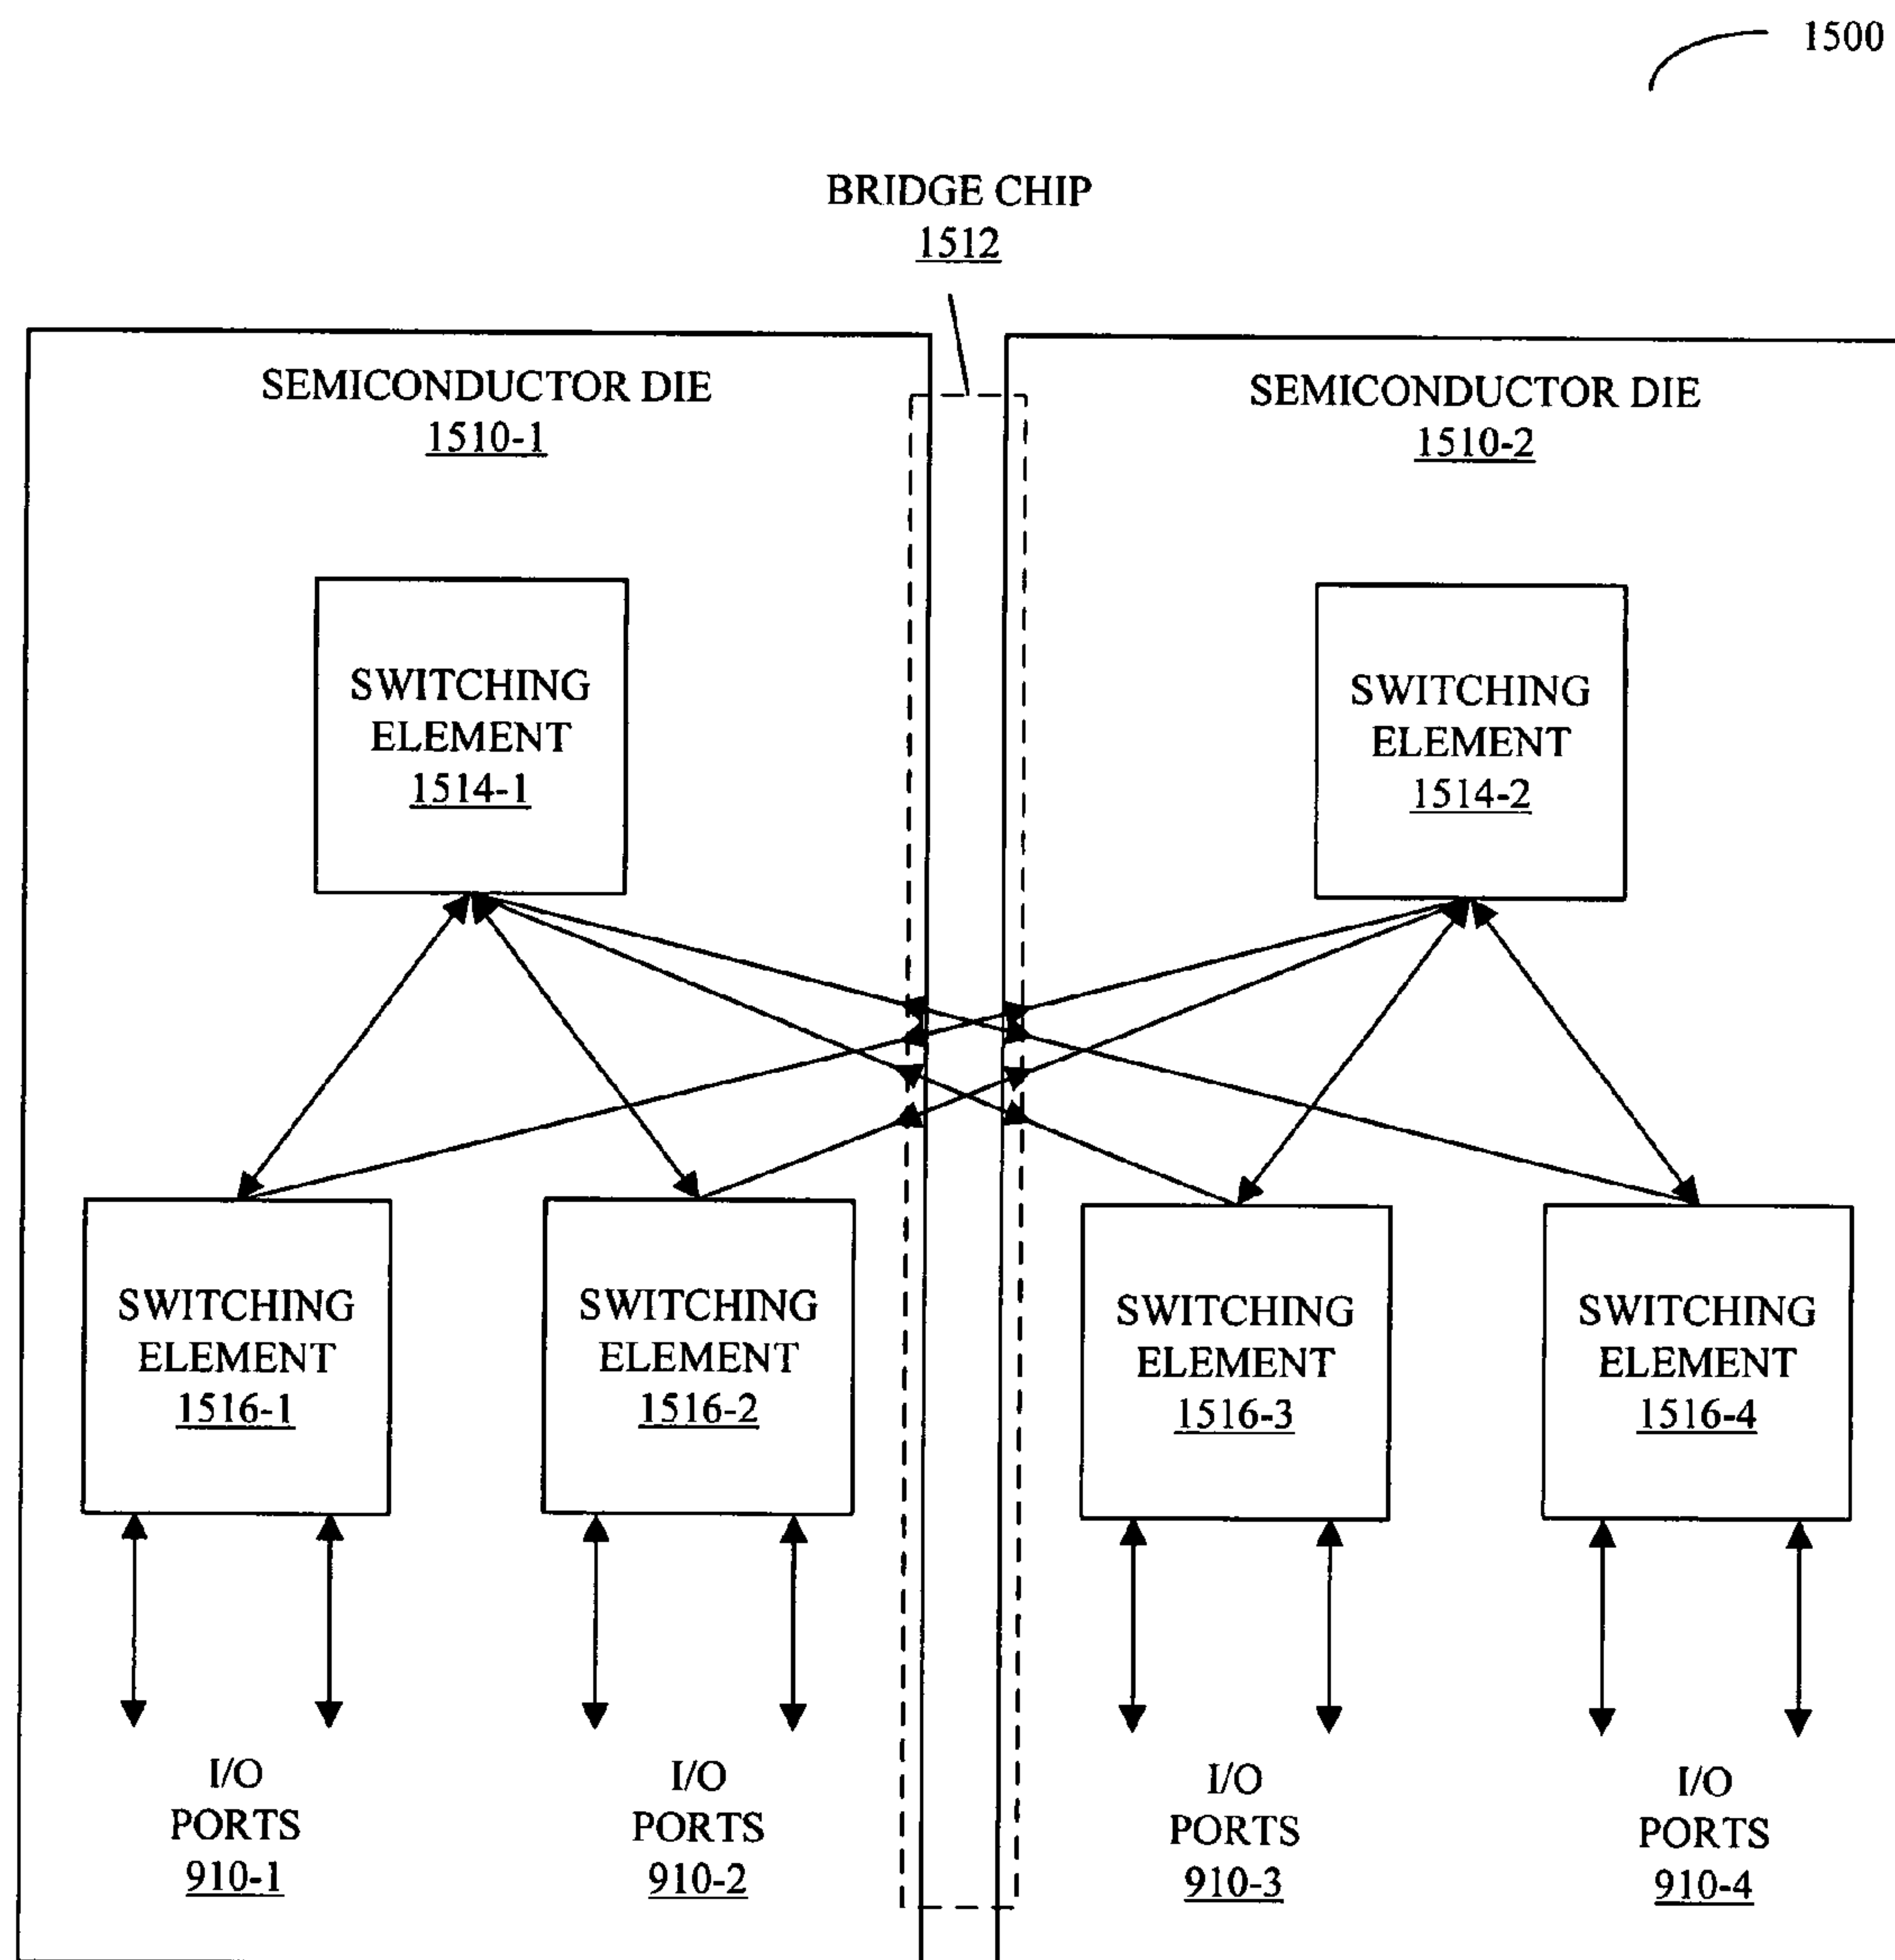 1500
BRIDGE CHIP
1512
SEMICONDUCTOR DIE
1510-1
SEMICONDUCTOR DIE
1510-2
SWITCHING
ELEMENT
1514-1
SWITCHING
ELEMENT
1514-2
SWITCHING
ELEMENT
1516-1
SWITCHING
ELEMENT
1516-2
SWITCHING
ELEMENT
1516-3
SWITCHING
ELEMENT
1516-4
I/O
PORTS
910-1
I/O
PORTS
910-2
I/O
PORTS
910-3
I/O
PORTS
910-4